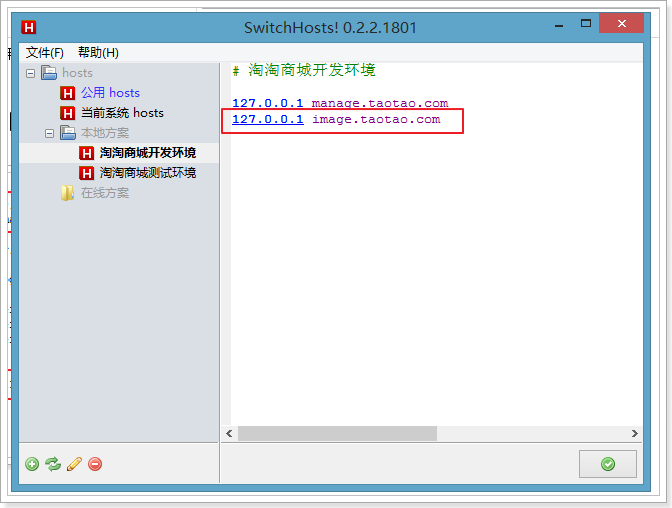 SwitchHosts! 0.2.2.1801
文件(F) 帮助(H)
hosts
公用 hosts
当前系统 hosts
本地方案
淘淘商城开发环境
淘淘商城测试环境
在线方案
# 淘淘商城开发环境
127.0.0.1 manage.taotao.com
127.0.0.1 image.taotao.com